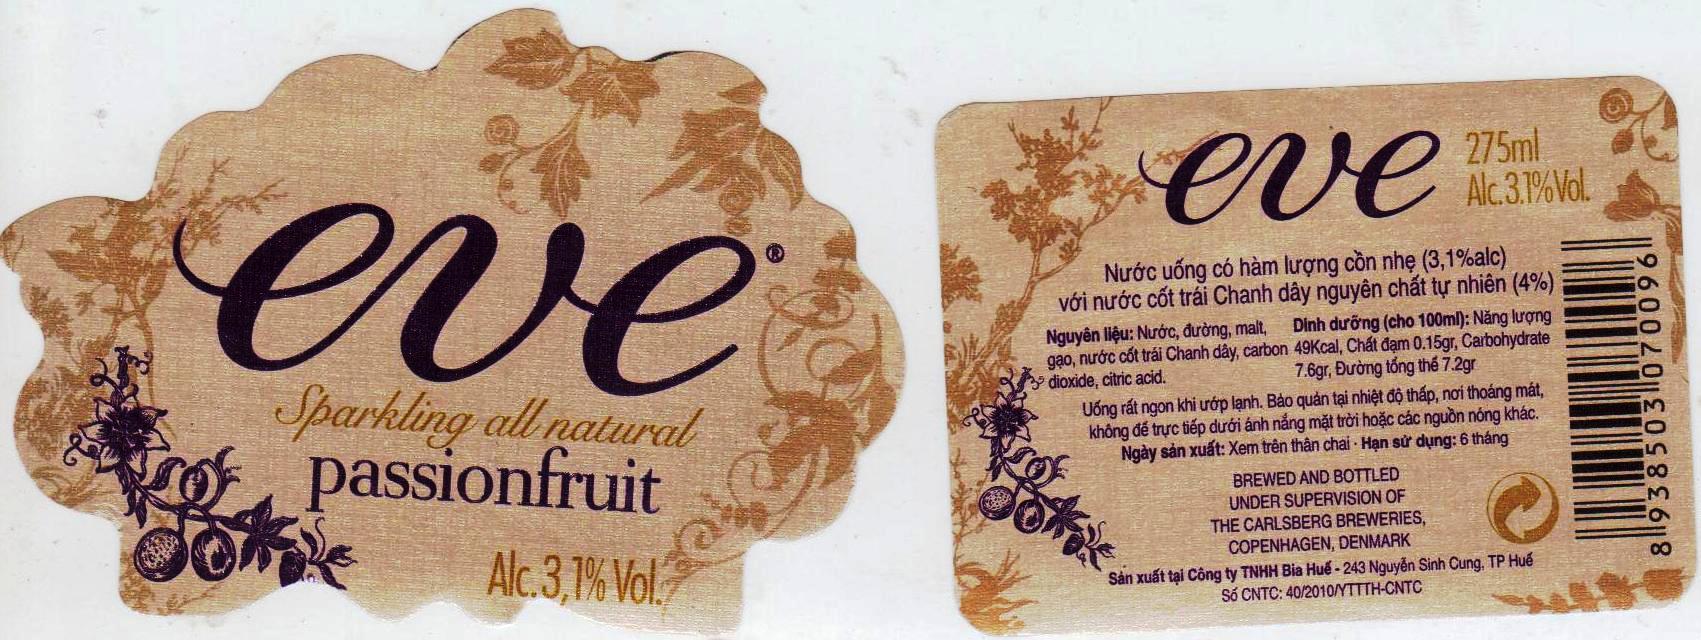 eve®
Sparkling all natural
passionfruit
Alc.3,1% Vol.
eve
275ml
Alc.3.1%Vol.
Nước uống có hàm lượng cồn nhẹ (3,1%alc)
với nước cốt trái Chanh dây nguyên chất tự nhiên (4%)
Nguyên liệu: Nước, đường, malt,
gạo, nước cốt trái Chanh dây, carbon
dioxide, citric acid.
Dinh dưỡng (cho 100ml): Năng lượng
49Kcal, Chất đạm 0.15gr, Carbohydrate
7.6gr, Đường tổng thể 7.2gr
Uống rất ngon khi ướp lạnh. Bảo quản tại nhiệt độ thấp, nơi thoáng mát,
không để trực tiếp dưới ánh nắng mặt trời hoặc các nguồn nóng khác.
Ngày sản xuất: Xem trên thân chai · Hạn sử dụng: 6 tháng
BREWED AND BOTTLED
UNDER SUPERVISION OF
THE CARLSBERG BREWERIES,
COPENHAGEN, DENMARK
Sản xuất tại Công ty TNHH Bia Huế - 243 Nguyễn Sinh Cung, TP Huế
Số CNTC: 40/2010/YTTTH-CNTC
8 938503 070096